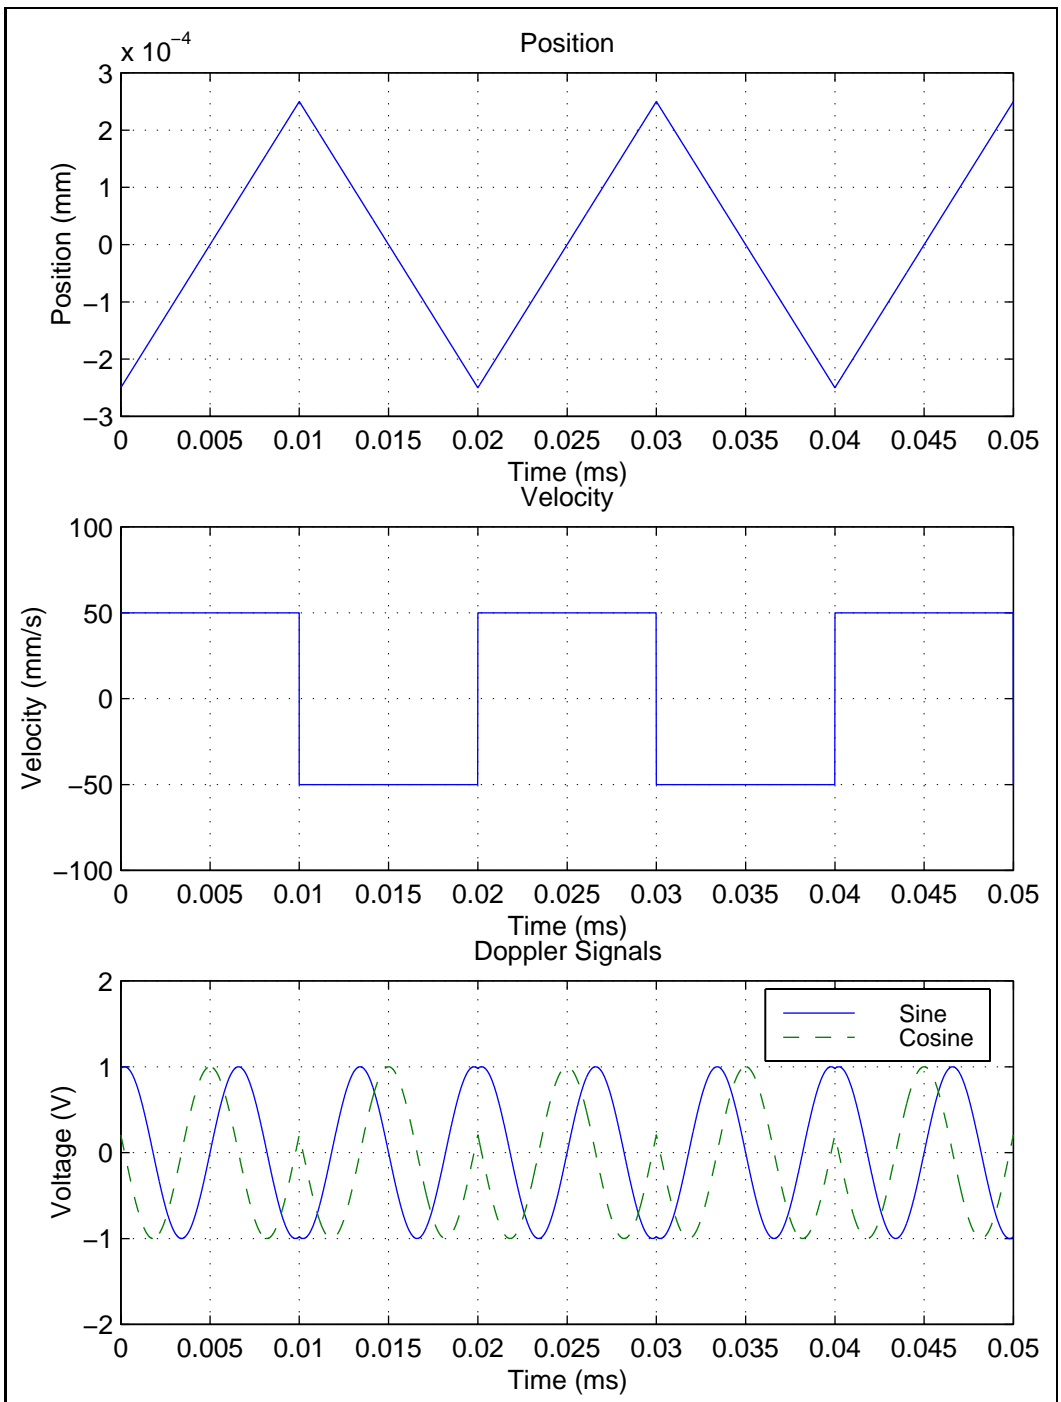 x 10−4
Position
3
2
1
0
−1
−2
−3
Position (mm)
0 0.005 0.01 0.015 0.02 0.025 0.03 0.035 0.04 0.045 0.05
Time (ms)
Velocity
100
50
0
−50
−100
Velocity (mm/s)
0 0.005 0.01 0.015 0.02 0.025 0.03 0.035 0.04 0.045 0.05
Time (ms)
Doppler Signals
2
1
0
−1
−2
Voltage (V)
Sine
Cosine
0 0.005 0.01 0.015 0.02 0.025 0.03 0.035 0.04 0.045 0.05
Time (ms)